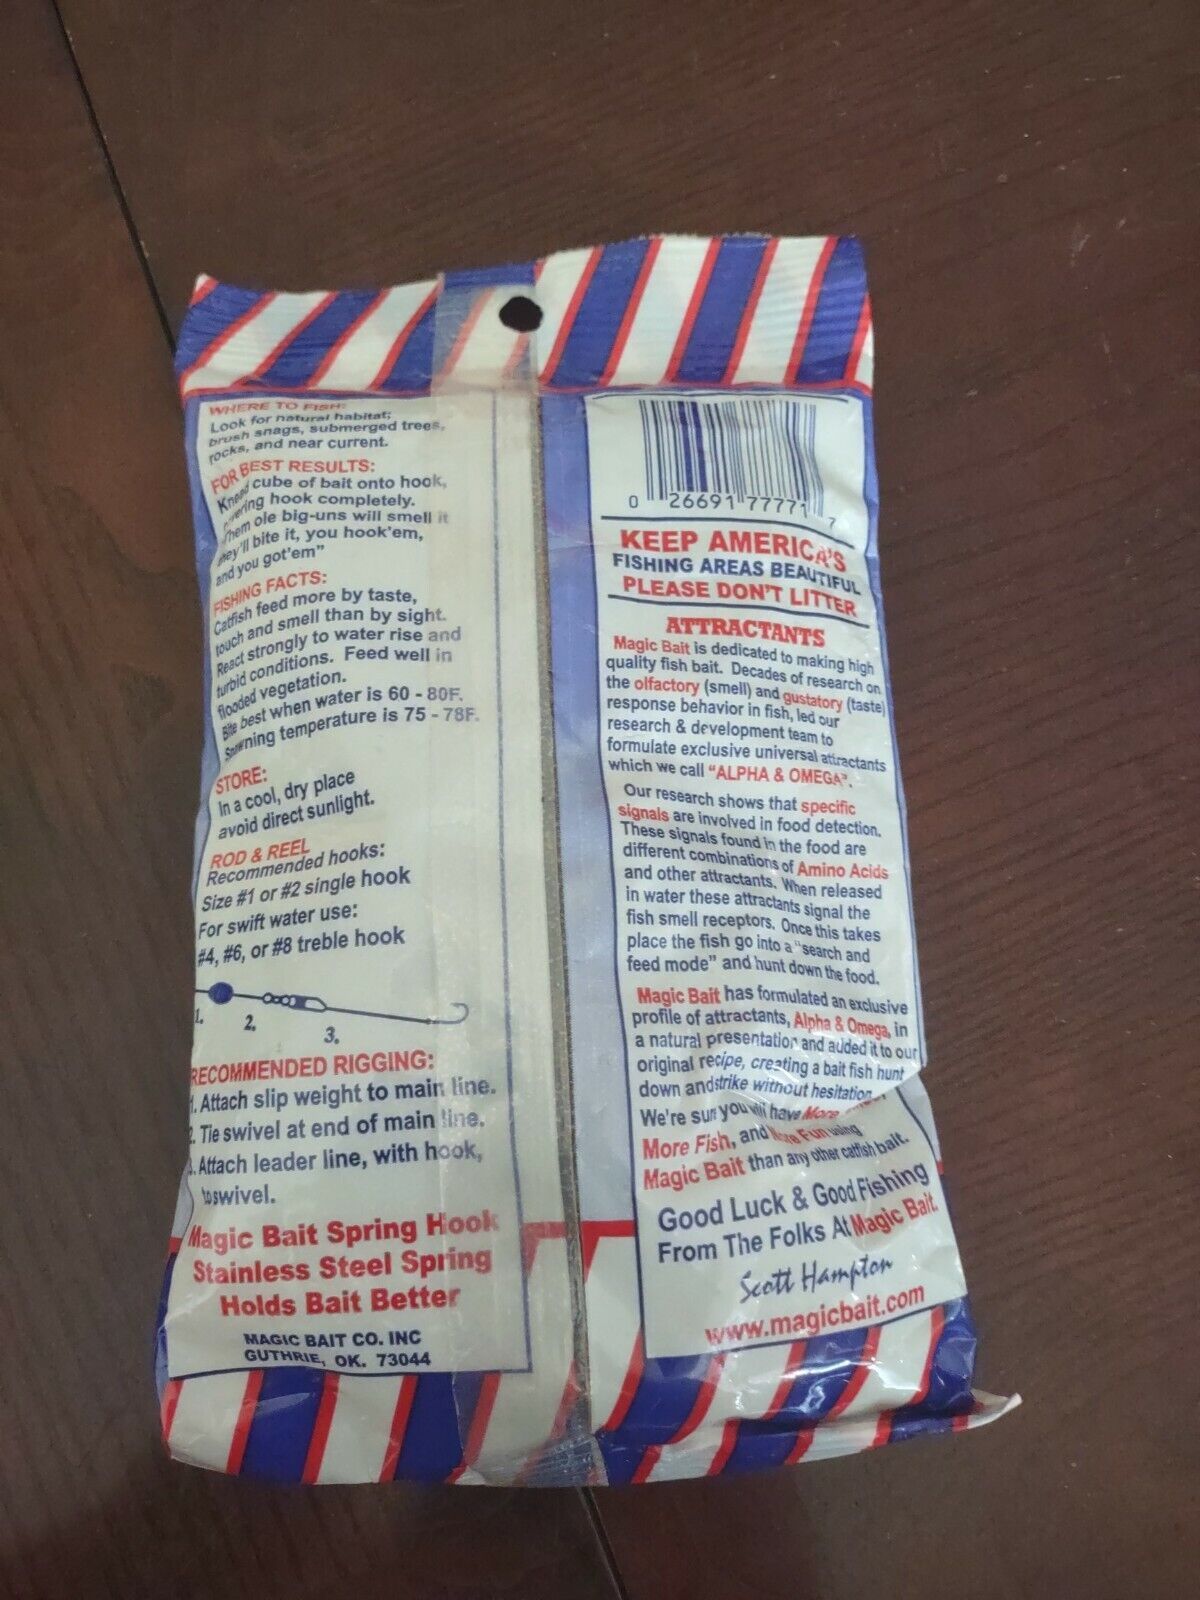 WHERE TO FISH:
Look for natural habitat;
brush snags, submerged trees,
rocks, and near current.
FOR BEST RESULTS:
Knead cube of bait onto hook,
covering hook completely.
"Them ole big-uns will smell it
they'll bite it, you hook'em,
and you got'em"
FISHING FACTS:
Catfish feed more by taste,
touch and smell than by sight.
React strongly to water rise and
turbid conditions. Feed well in
flooded vegetation.
Bite best when water is 60 - 80F.
Spawning temperature is 75 - 78F.
STORE:
In a cool, dry place
avoid direct sunlight.
ROD & REEL
Recommended hooks:
Size #1 or #2 single hook
For swift water use:
#4, #6, or #8 treble hook
1. 2. 3.
RECOMMENDED RIGGING:
1. Attach slip weight to main line.
2. Tie swivel at end of main line.
3. Attach leader line, with hook,
to swivel.
Magic Bait Spring Hook
Stainless Steel Spring
Holds Bait Better
MAGIC BAIT CO. INC
GUTHRIE, OK. 73044
0 26691 77771 7
KEEP AMERICA'S
FISHING AREAS BEAUTIFUL
PLEASE DON'T LITTER
ATTRACTANTS
Magic Bait is dedicated to making high
quality fish bait. Decades of research on
the olfactory (smell) and gustatory (taste)
response behavior in fish, led our
research & development team to
formulate exclusive universal attractants
which we call "ALPHA & OMEGA".
Our research shows that specific
signals are involved in food detection.
These signals found in the food are
different combinations of Amino Acids
and other attractants. When released
in water these attractants signal the
fish smell receptors. Once this takes
place the fish go into a "search and
feed mode" and hunt down the food.
Magic Bait has formulated an exclusive
profile of attractants, Alpha & Omega, in
a natural presentation and added it to our
original recipe, creating a bait fish hunt
down and strike without hesitation.
We're sure you will have More
More Fish, and More Fun using
Magic Bait than any other catfish bait.
Good Luck & Good Fishing
From The Folks At Magic Bait.
Scott Hampton
www.magicbait.com